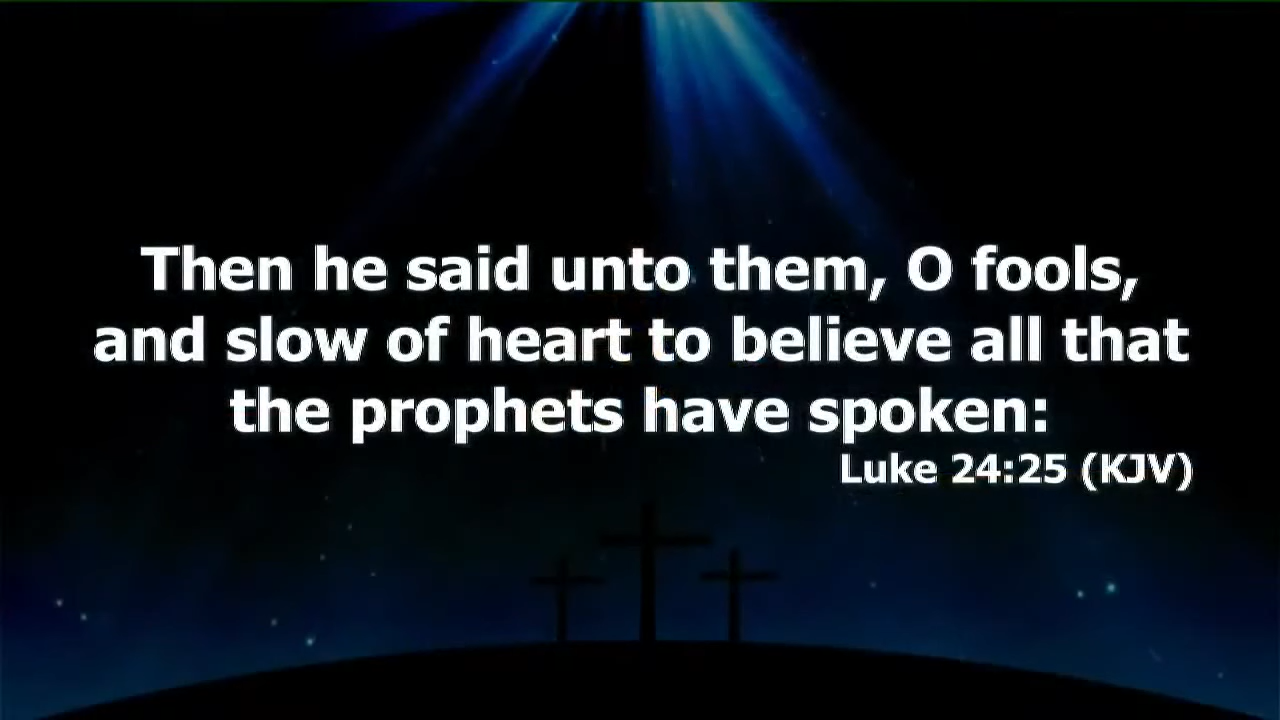 Then he said unto them, O fools,
and slow of heart to believe all that
the prophets have spoken:
Luke 24:25 (KJV)